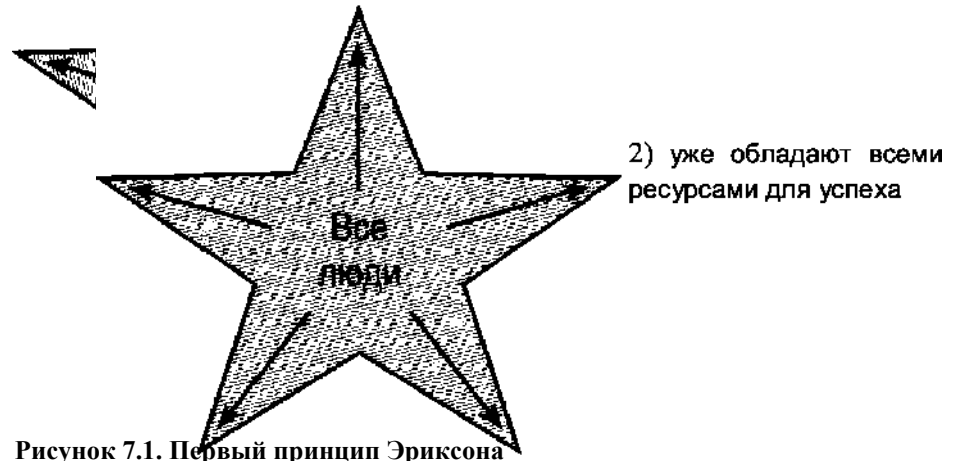 2) уже обладают всеми
ресурсами для успеха
Все
люди
Рисунок 7.1. Первый принцип Эриксона